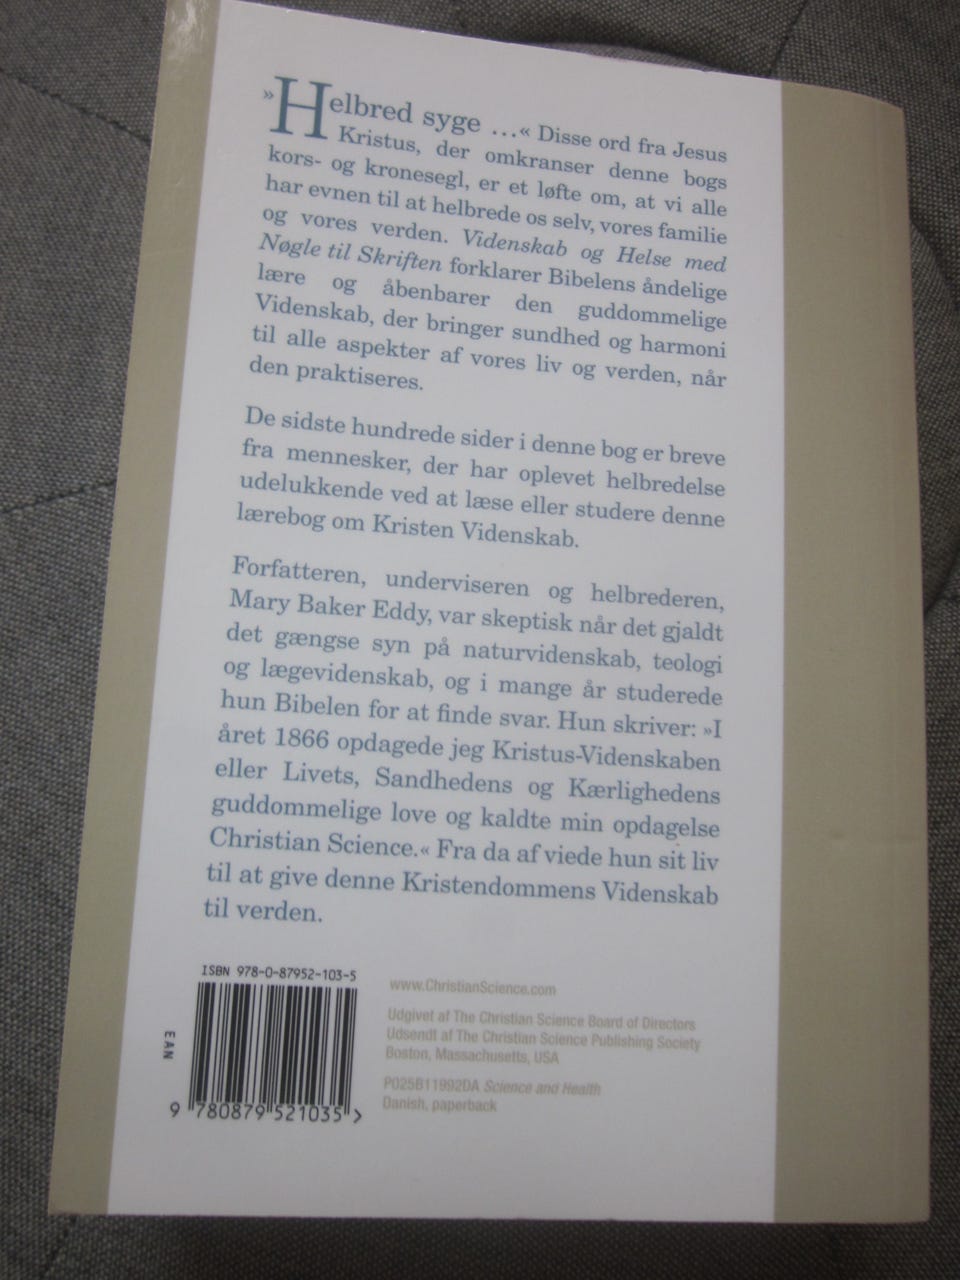 »Helbred syge ...« Disse ord fra Jesus
Kristus, der omkranser denne bogs
kors- og kronesegl, er et løfte om, at vi alle
har evnen til at helbrede os selv, vores familie
og vores verden. Videnskab og Helse med
Nøgle til Skriften forklarer Bibelens åndelige
lære og åbenbarer den guddommelige
Videnskab, der bringer sundhed og harmoni
til alle aspekter af vores liv og verden, når
den praktiseres.
De sidste hundrede sider i denne bog er breve
fra mennesker, der har oplevet helbredelse
udelukkende ved at læse eller studere denne
lærebog om Kristen Videnskab.
Forfatteren, underviseren og helbrederen,
Mary Baker Eddy, var skeptisk når det gjaldt
det gængse syn på naturvidenskab, teologi
og lægevidenskab, og i mange år studerede
hun Bibelen for at finde svar. Hun skriver: »I
året 1866 opdagede jeg Kristus-Videnskaben
eller Livets, Sandhedens og Kærlighedens
guddommelige love og kaldte min opdagelse
Christian Science.« Fra da af viede hun sit liv
til at give denne Kristendommens Videnskab
til verden.
ISBN 978-0-87952-103-5
EAN
9 780879 521035 >
www.ChristianScience.com
Udgivet af The Christian Science Board of Directors
Udsendt af The Christian Science Publishing Society
Boston, Massachusetts, USA
P025B11992DA Science and Health
Danish, paperback